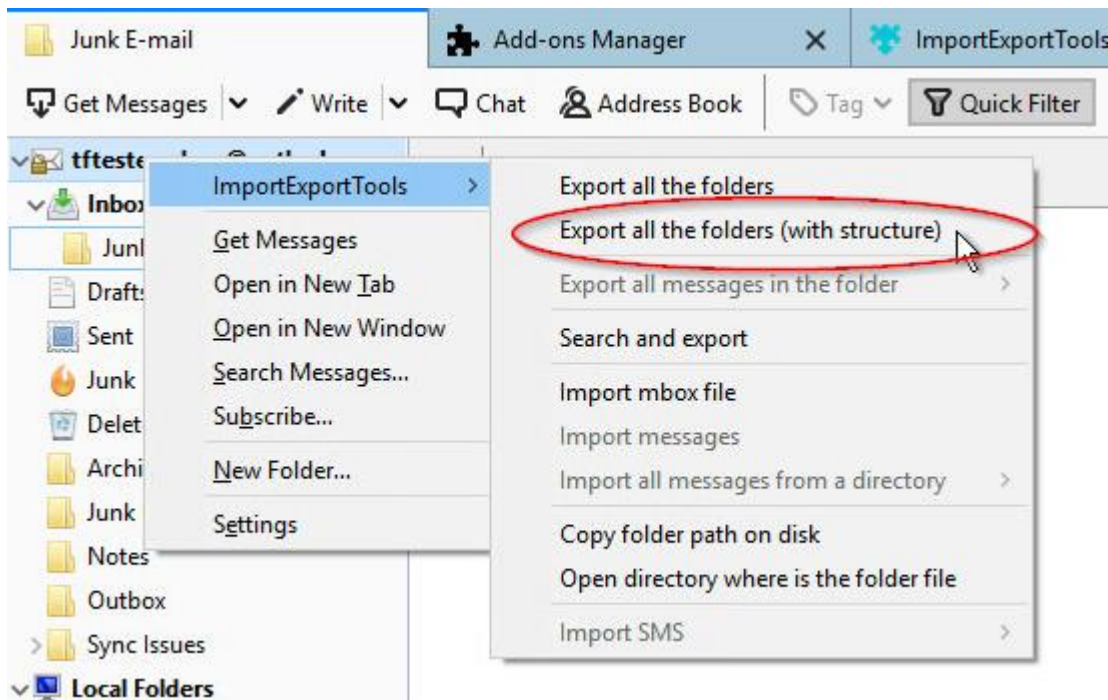 Junk E-mail
Add-ons Manager
ImportExportTools
Get Messages
Write
Chat
Address Book
Tag
Quick Filter
ImportExportTools
Get Messages
Open in New Tab
Open in New Window
Search Messages...
Subscribe...
New Folder...
Settings
Export all the folders
Export all the folders (with structure)
Export all messages in the folder
Search and export
Import mbox file
Import messages
Import all messages from a directory
Copy folder path on disk
Open directory where is the folder file
Import SMS
Sent
Junk
Junk
Notes
Outbox
Sync Issues
Local Folders